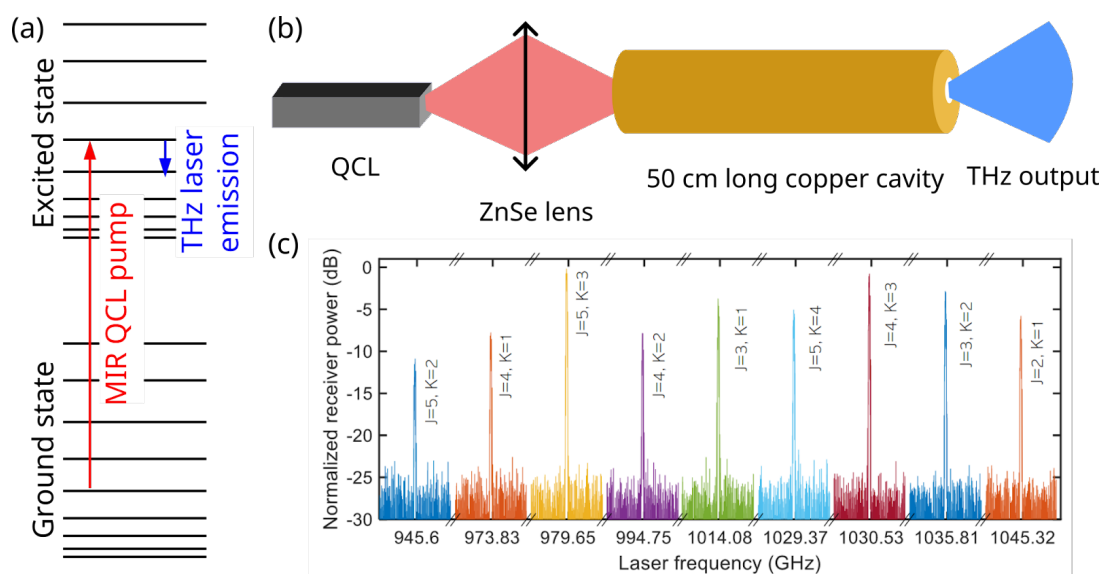 (a)
Excited state
Ground state
MIR QCL pump
THz laser
emission
(b)
QCL
ZnSe lens
50 cm long copper cavity
THz output
(c)
Normalized receiver power (dB)
0
-5
-10
-15
-20
-25
-30
J=5, K=2
J=4, K=1
J=5, K=3
J=4, K=2
J=3, K=1
J=5, K=4
J=4, K=3
J=3, K=2
J=2, K=1
945.6 973.83 979.65 994.75 1014.08 1029.37 1030.53 1035.81 1045.32
Laser frequency (GHz)